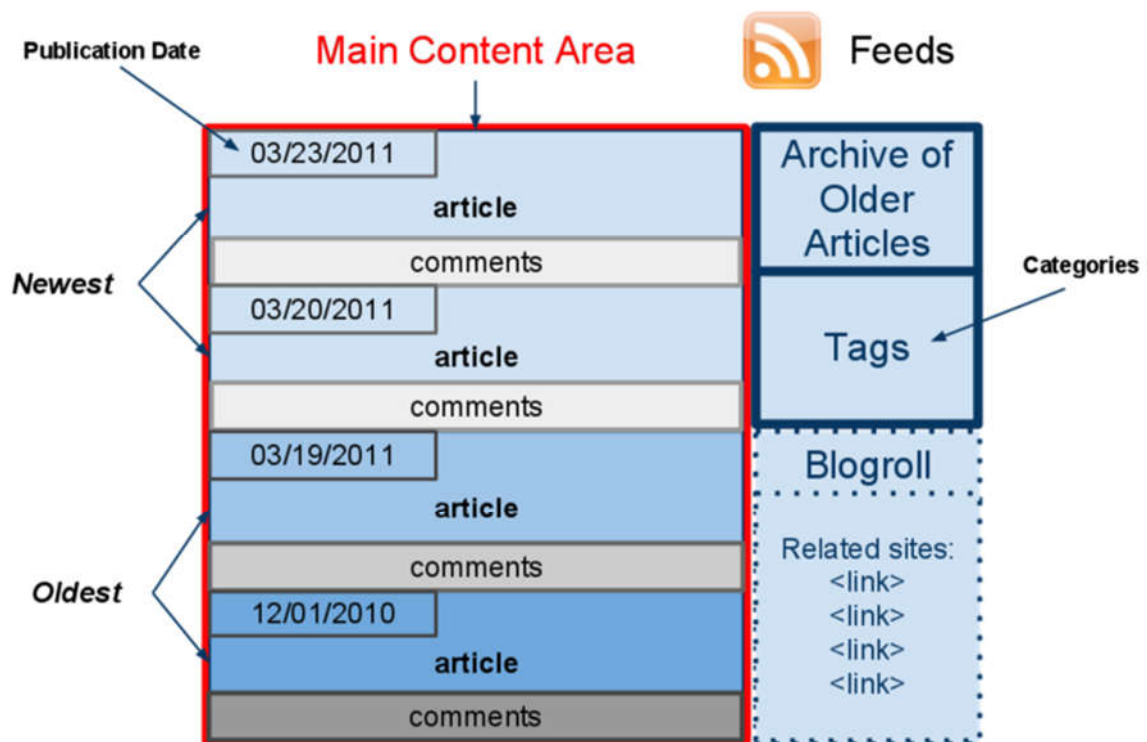 Publication Date
Main Content Area
Feeds
03/23/2011
article
comments
Newest
03/20/2011
article
comments
03/19/2011
article
comments
Oldest
12/01/2010
article
comments
Archive of
Older
Articles
Categories
Tags
Blogroll
Related sites:
<link>
<link>
<link>
<link>